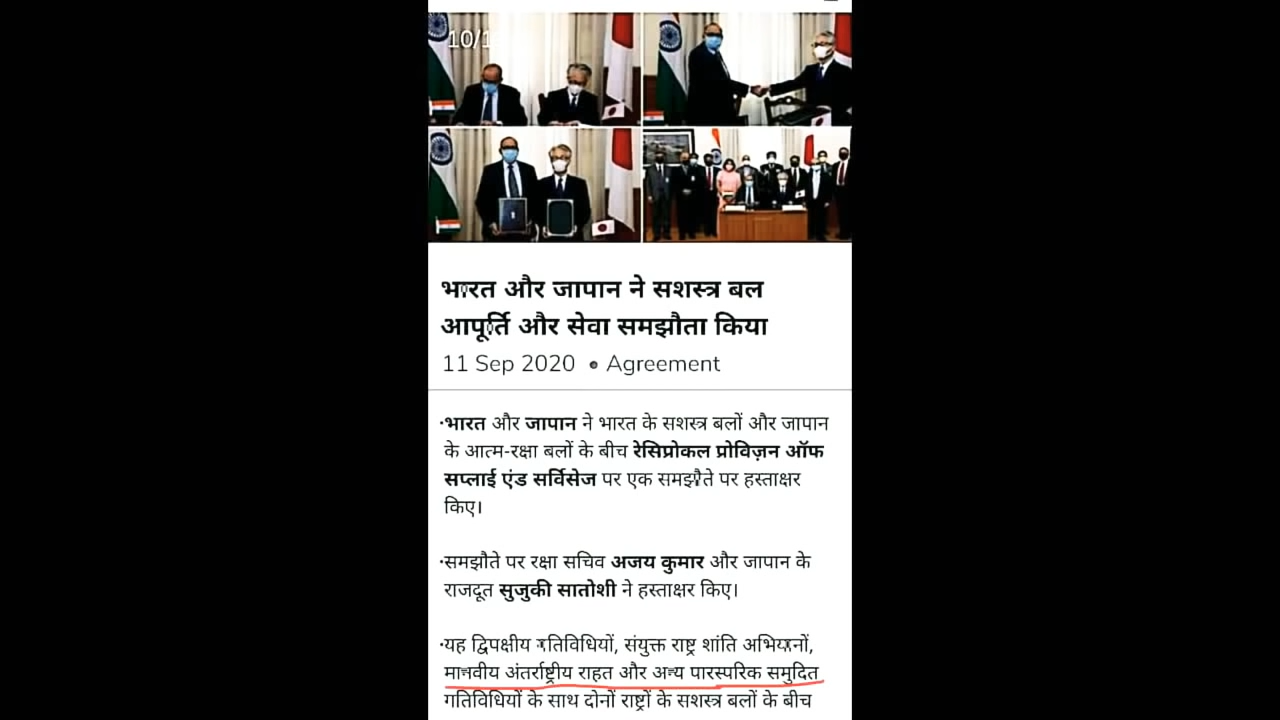 10/1
भारत और जापान ने सशस्त्र बल
आपूर्ति और सेवा समझौता किया
11 Sep 2020 • Agreement
·भारत और जापान ने भारत के सशस्त्र बलों और जापान
के आत्म-रक्षा बलों के बीच रेसिप्रोकल प्रोविज़न ऑफ
सप्लाई एंड सर्विसेज पर एक समझौते पर हस्ताक्षर
किए।
·समझौते पर रक्षा सचिव अजय कुमार और जापान के
राजदूत सुजुकी सातोशी ने हस्ताक्षर किए।
·यह द्विपक्षीय गतिविधियों, संयुक्त राष्ट्र शांति अभियानों,
मानवीय अंतर्राष्ट्रीय राहत और अन्य पारस्परिक समुदित
गतिविधियों के साथ दोनों राष्ट्रों के सशस्त्र बलों के बीच